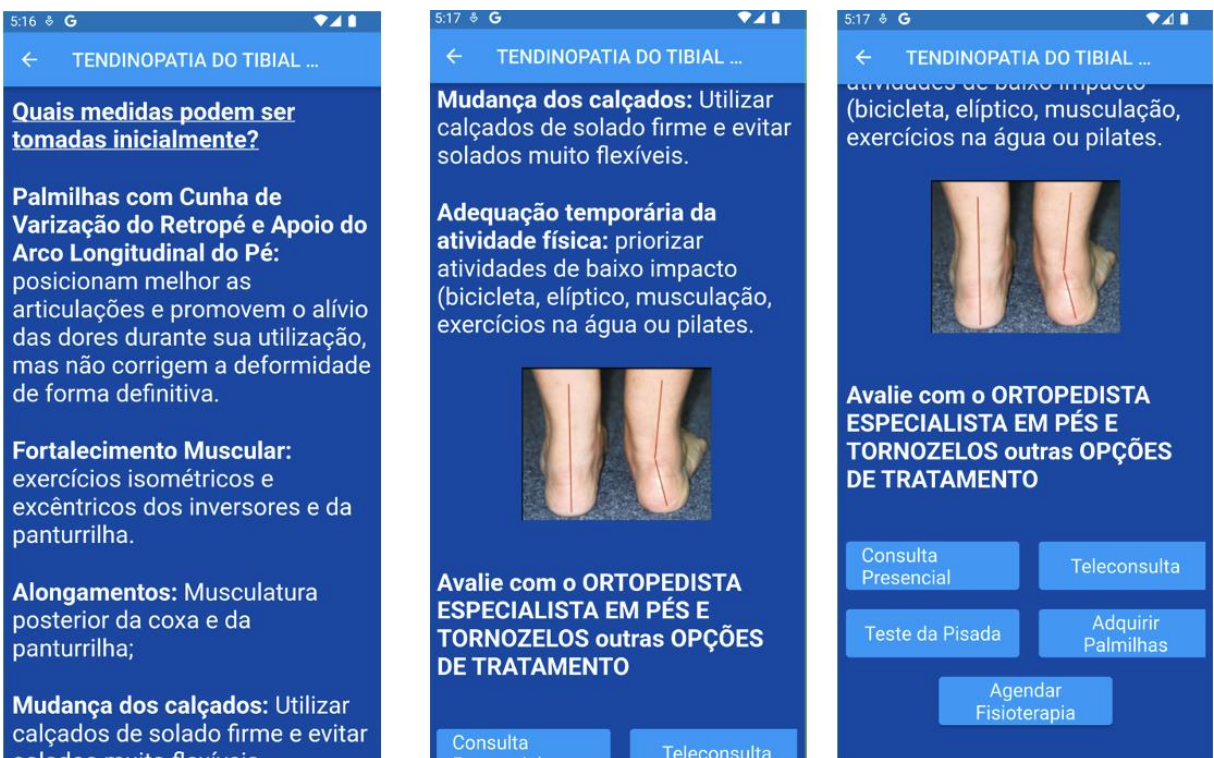 5:16 G
TENDINOPATIA DO TIBIAL ...
Quais medidas podem ser
tomadas inicialmente?
Palmilhas com Cunha de
Varização do Retropé e Apoio do
Arco Longitudinal do Pé:
posicionam melhor as
articulações e promovem o alívio
das dores durante sua utilização,
mas não corrigem a deformidade
de forma definitiva.
Fortalecimento Muscular:
exercícios isométricos e
excêntricos dos inversores e da
panturrilha.
Alongamentos: Musculatura
posterior da coxa e da
panturrilha;
Mudança dos calçados: Utilizar
calçados de solado firme e evitar
solados muito flexíveis.
5:17 G
TENDINOPATIA DO TIBIAL ...
Mudança dos calçados: Utilizar
calçados de solado firme e evitar
solados muito flexíveis.
Adequação temporária da
atividade física: priorizar
atividades de baixo impacto
(bicicleta, elíptico, musculação,
exercícios na água ou pilates.
Avalie com o ORTOPEDISTA
ESPECIALISTA EM PÉS E
TORNOZELOS outras OPÇÕES
DE TRATAMENTO
Consulta
Teleconsulta
5:17 G
TENDINOPATIA DO TIBIAL ...
atividades de baixo impacto
(bicicleta, elíptico, musculação,
exercícios na água ou pilates.
Avalie com o ORTOPEDISTA
ESPECIALISTA EM PÉS E
TORNOZELOS outras OPÇÕES
DE TRATAMENTO
Consulta
Presencial
Teleconsulta
Teste da Pisada
Adquirir
Palmilhas
Agendar
Fisioterapia